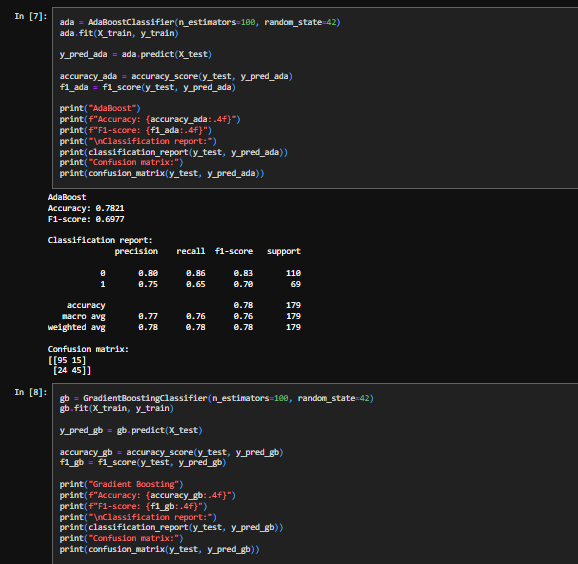 In [7]:
ada = AdaBoostClassifier(n_estimators=100, random_state=42)
ada.fit(X_train, y_train)
y_pred_ada = ada.predict(X_test)
accuracy_ada = accuracy_score(y_test, y_pred_ada)
f1_ada = f1_score(y_test, y_pred_ada)
print("AdaBoost")
print(f"Accuracy: {accuracy_ada:.4f}")
print(f"F1-score: {f1_ada:.4f}")
print("\nClassification report:")
print(classification_report(y_test, y_pred_ada))
print("Confusion matrix:")
print(confusion_matrix(y_test, y_pred_ada))
AdaBoost
Accuracy: 0.7821
F1-score: 0.6977
Classification report:
precision recall f1-score support
0 0.80 0.86 0.83 110
1 0.75 0.65 0.70 69
accuracy 0.78 179
macro avg 0.77 0.76 0.76 179
weighted avg 0.78 0.78 0.78 179
Confusion matrix:
[[95 15]
[24 45]]
In [8]:
gb = GradientBoostingClassifier(n_estimators=100, random_state=42)
gb.fit(X_train, y_train)
y_pred_gb = gb.predict(X_test)
accuracy_gb = accuracy_score(y_test, y_pred_gb)
f1_gb = f1_score(y_test, y_pred_gb)
print("Gradient Boosting")
print(f"Accuracy: {accuracy_gb:.4f}")
print(f"F1-score: {f1_gb:.4f}")
print("\nClassification report:")
print(classification_report(y_test, y_pred_gb))
print("Confusion matrix:")
print(confusion_matrix(y_test, y_pred_gb))